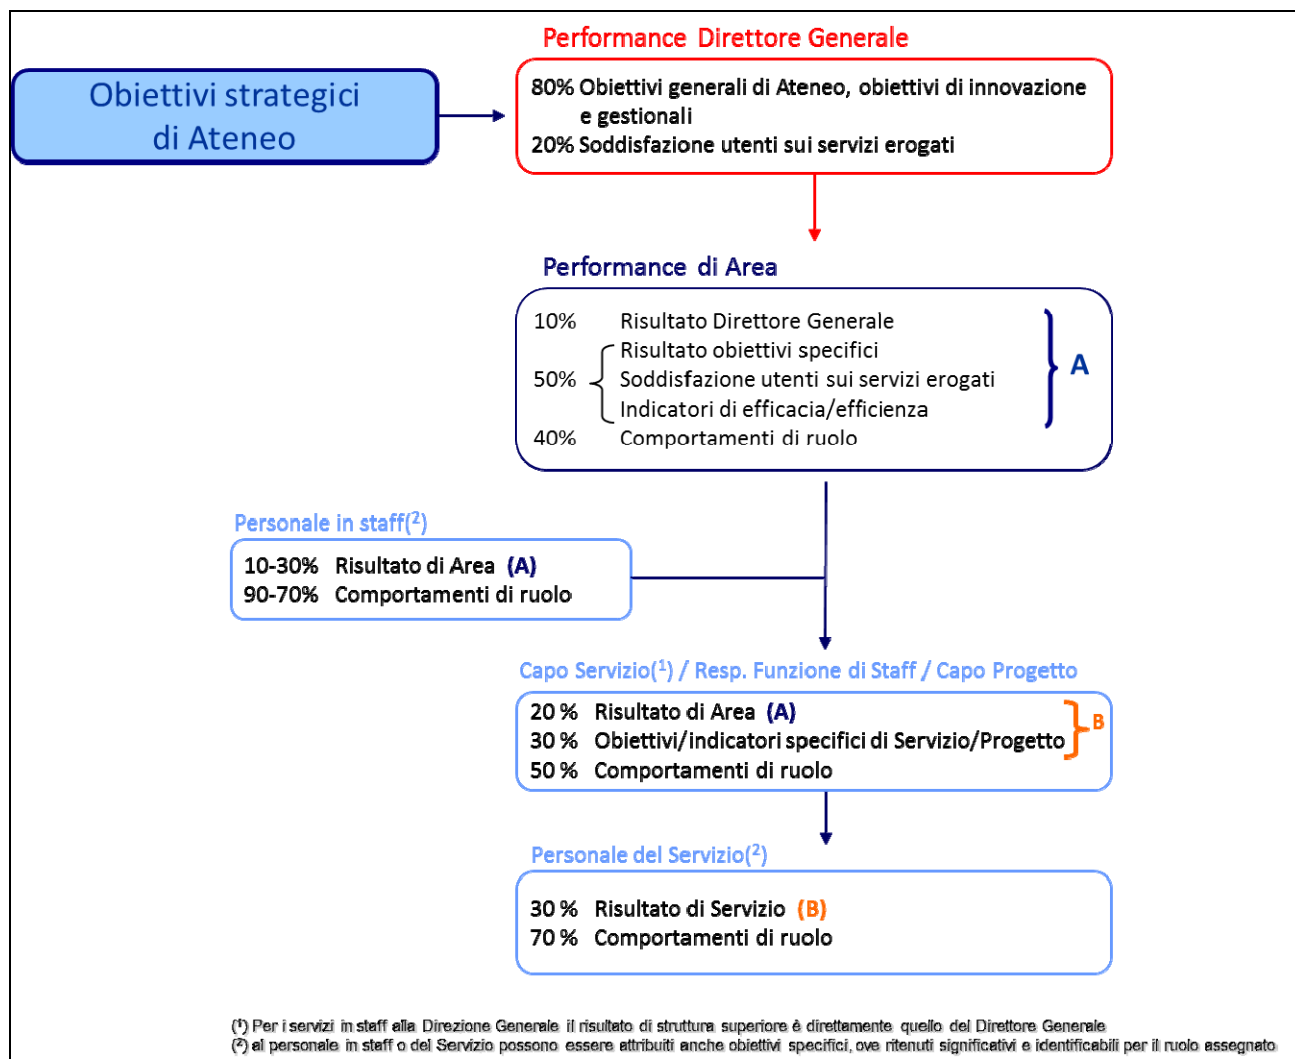 Performance Direttore Generale
Obiettivi strategici
di Ateneo
80% Obiettivi generali di Ateneo, obiettivi di innovazione
e gestionali
20% Soddisfazione utenti sui servizi erogati
Performance di Area
10% Risultato Direttore Generale
Risultato obiettivi specifici
50% Soddisfazione utenti sui servizi erogati
Indicatori di efficacia/efficienza
40% Comportamenti di ruolo
A
Personale in staff(²)
10-30% Risultato di Area (A)
90-70% Comportamenti di ruolo
Capo Servizio(¹) / Resp. Funzione di Staff / Capo Progetto
20 % Risultato di Area (A)
30 % Obiettivi/indicatori specifici di Servizio/Progetto
50 % Comportamenti di ruolo
B
Personale del Servizio(²)
30 % Risultato di Servizio (B)
70 % Comportamenti di ruolo
(¹) Per i servizi in staff alla Direzione Generale il risultato di struttura superiore è direttamente quello del Direttore Generale
(²) al personale in staff o del Servizio possono essere attribuiti anche obiettivi specifici, ove ritenuti significativi e identificabili per il ruolo assegnato